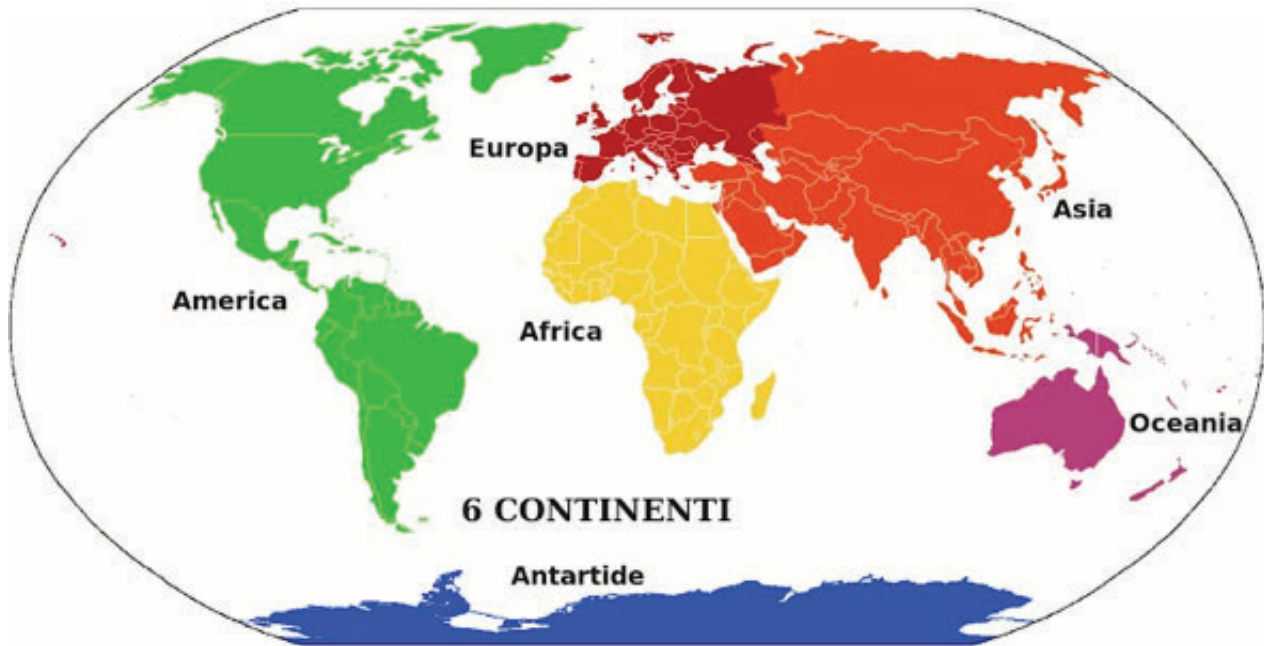 Europa
Asia
America
Africa
Oceania
6 CONTINENTI
Antartide